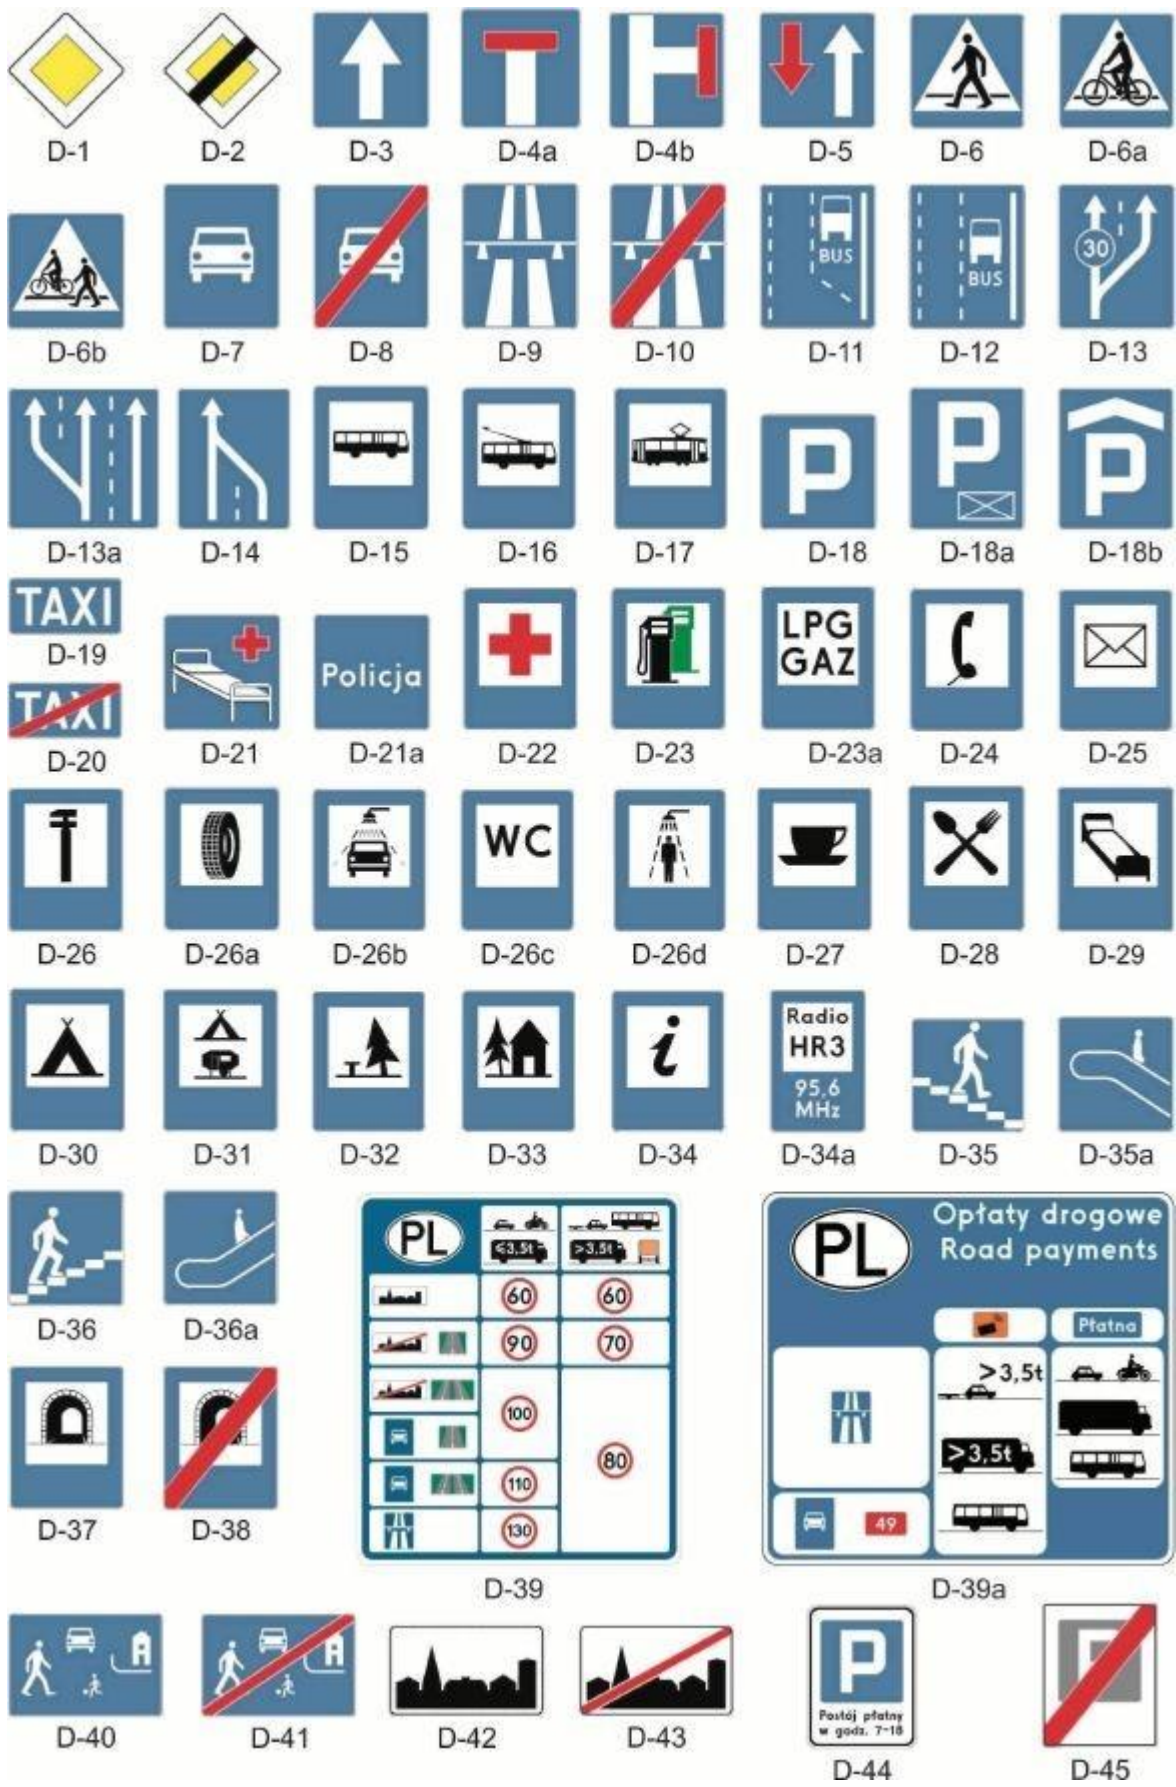 D-1 D-2 D-3 D-4a D-4b D-5 D-6 D-6a
BUS
BUS
30
D-6b D-7 D-8 D-9 D-10 D-11 D-12 D-13
P P P
D-13a D-14 D-15 D-16 D-17 D-18 D-18a D-18b
TAXI
D-19
TAXI
D-20
Policja
LPG
GAZ
D-21 D-21a D-22 D-23 D-23a D-24 D-25
WC
D-26 D-26a D-26b D-26c D-26d D-27 D-28 D-29
i
Radio
HR3
95,6
MHz
D-30 D-31 D-32 D-33 D-34 D-34a D-35 D-35a
D-36 D-36a
D-37 D-38
PL
≤3,5t >3,5t
60 60
90 70
100
80
110
130
D-39
PL
Opłaty drogowe
Road payments
Płatna
>3,5t
>3,5t
49
D-39a
D-40 D-41 D-42 D-43
P
Postój płatny
w godz. 7-18
D-44
P
D-45